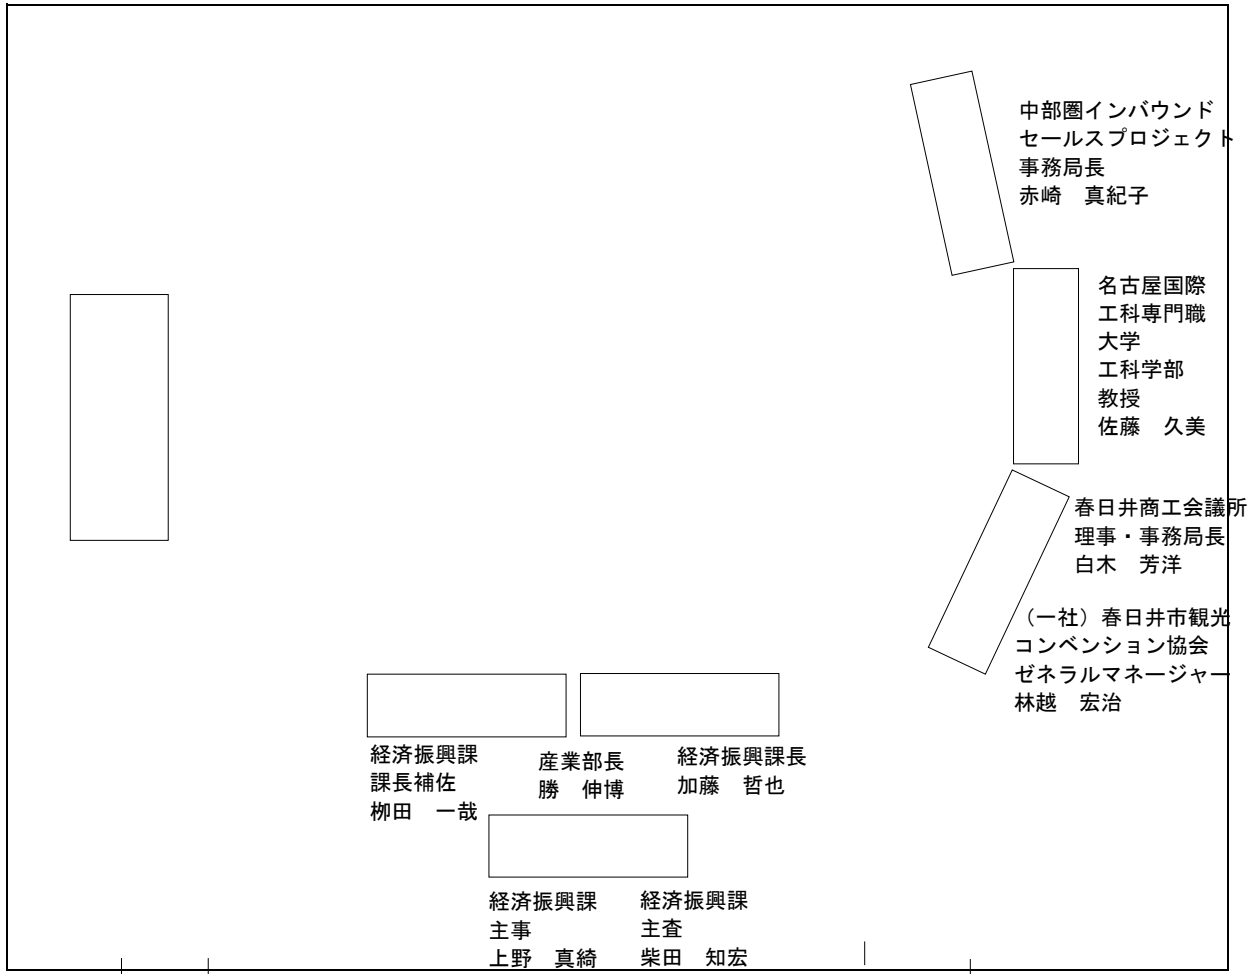 中部圏インバウンド
セールスプロジェクト
事務局長
赤崎　真紀子
名古屋国際
工科専門職
大学
工科学部
教授
佐藤　久美
春日井商工会議所
理事・事務局長
白木　芳洋
（一社）春日井市観光
コンベンション協会
ゼネラルマネージャー
林越　宏治
経済振興課
課長補佐
栁田　一哉
産業部長
勝　伸博
経済振興課長
加藤　哲也
経済振興課
主事
上野　真綺
経済振興課
主査
柴田　知宏